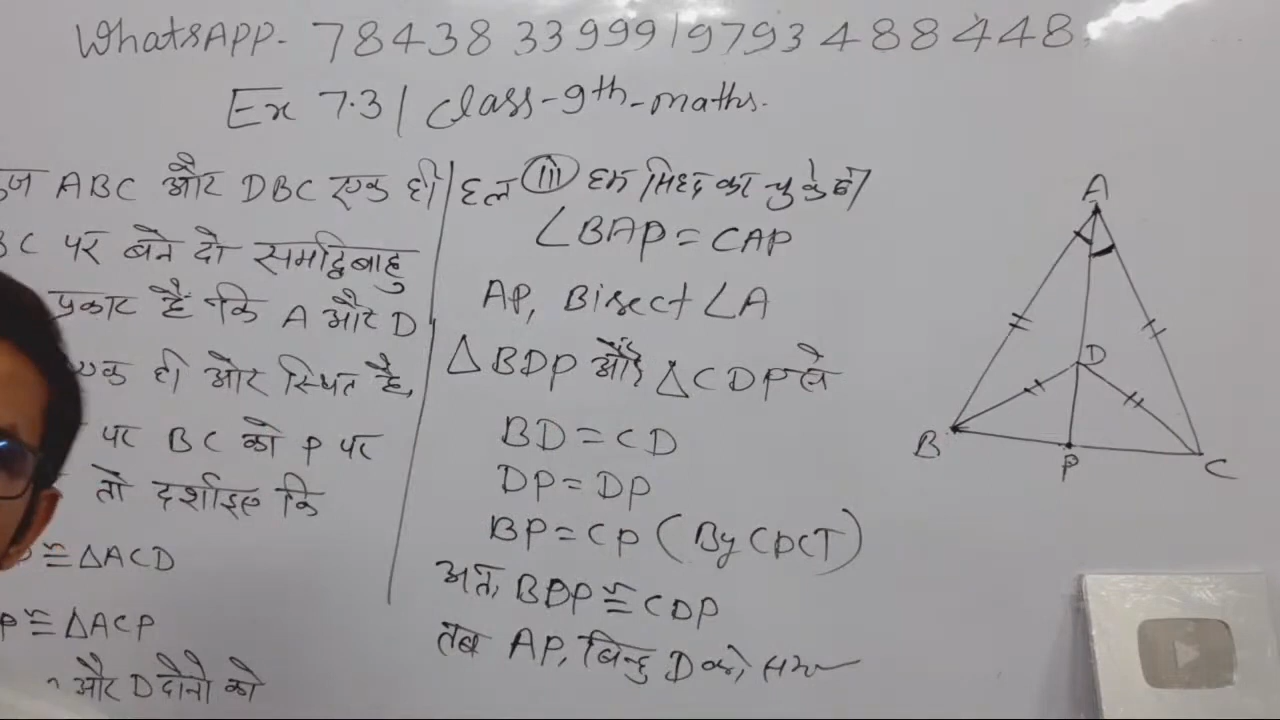 WhatsAPP- 78438 33999/9793488448
Ex 7.3/ Class-9th-maths.
ABC और DBC एक ही
BC पर बने दो समद्विबाहु
प्रकार है कि A और D
एक ही ओर स्थित है,
पर BC को P पर
तो दर्शाइए कि
≅ ΔACD
P ≅ ΔACP
और D दोनो को
हल (iii) हम सिद्ध कर चुके है।
∠BAP = CAP
AP, Bisect ∠A
ΔBDP और ΔCDP से
BD = CD
DP = DP
BP = CP (By CPCT)
अत, BDP ≅ CDP
तब AP, बिन्दु D को,
A
D
B
P
C